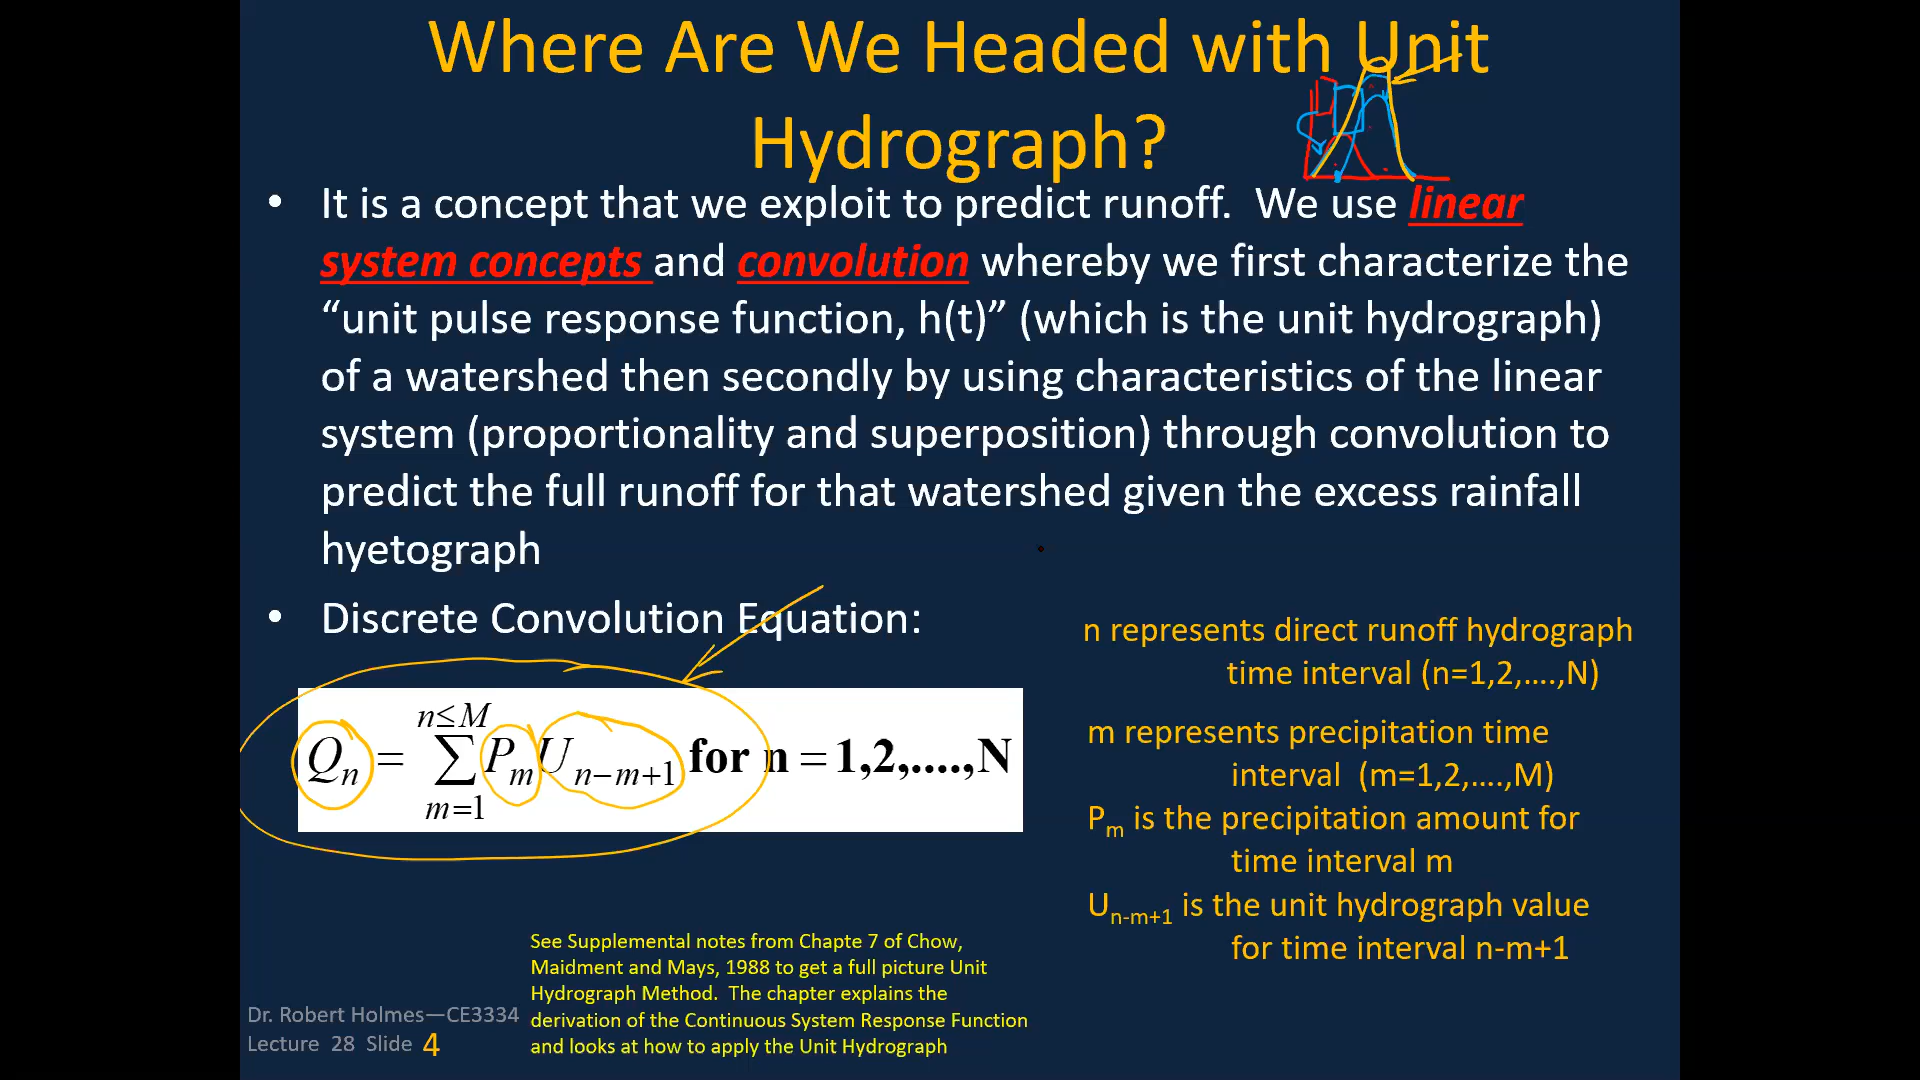 Where Are We Headed with Unit
Hydrograph?
• It is a concept that we exploit to predict runoff.  We use linear
system concepts and convolution whereby we first characterize the
“unit pulse response function, h(t)” (which is the unit hydrograph)
of a watershed then secondly by using characteristics of the linear
system (proportionality and superposition) through convolution to
predict the full runoff for that watershed given the excess rainfall
hyetograph
• Discrete Convolution Equation:
Qn = ∑ (m=1, n≤M) Pm Un−m+1 for n = 1,2,.....,N
n represents direct runoff hydrograph
time interval (n=1,2,....,N)
m represents precipitation time
interval  (m=1,2,....,M)
Pm is the precipitation amount for
time interval m
Un-m+1 is the unit hydrograph value
for time interval n-m+1
See Supplemental notes from Chapte 7 of Chow,
Maidment and Mays, 1988 to get a full picture Unit
Hydrograph Method.  The chapter explains the
derivation of the Continuous System Response Function
and looks at how to apply the Unit Hydrograph
Dr. Robert Holmes—CE3334
Lecture  28  Slide  4